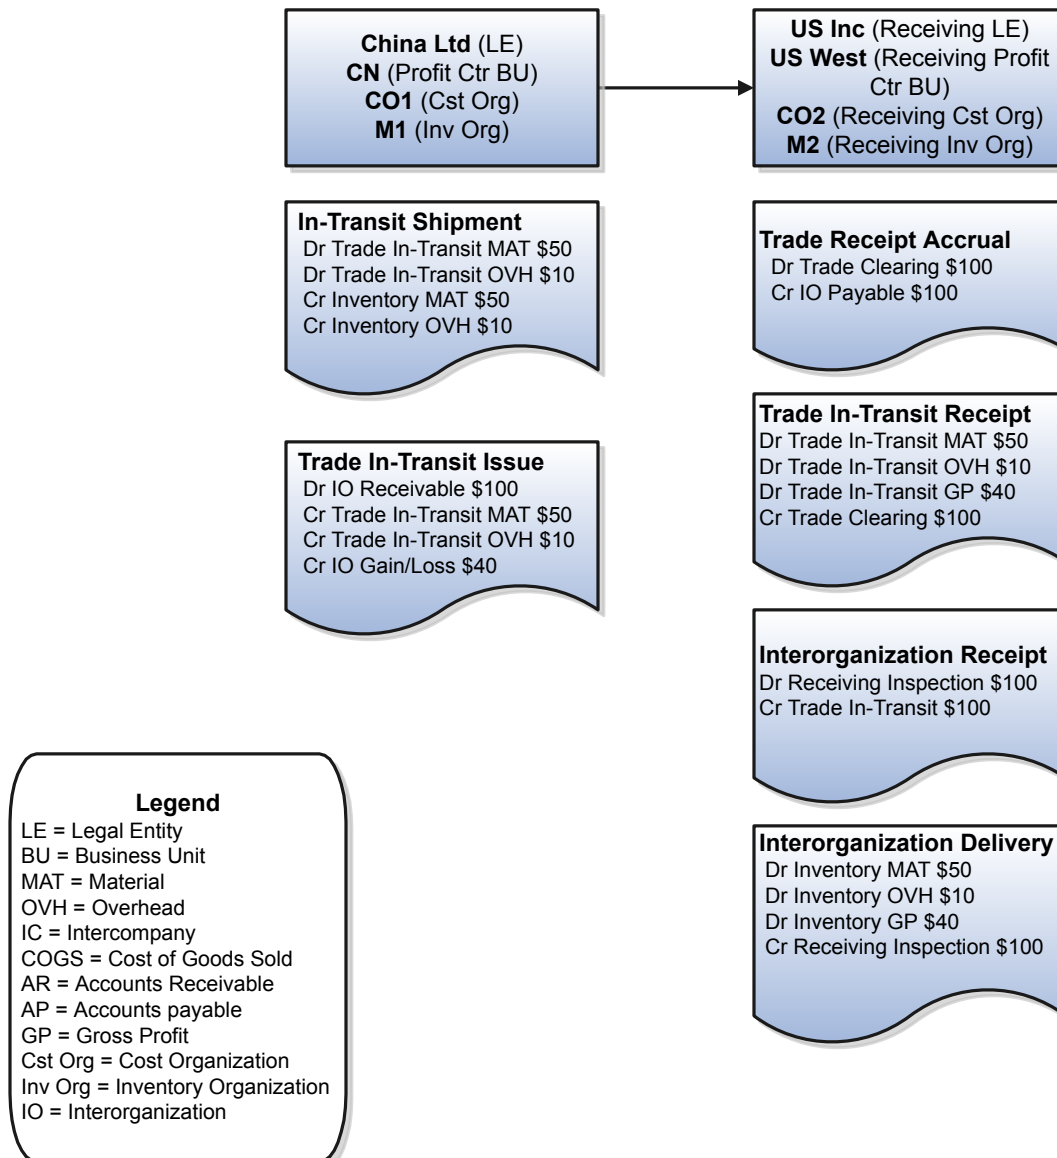 China Ltd (LE)
CN (Profit Ctr BU)
CO1 (Cst Org)
M1 (Inv Org)
US Inc (Receiving LE)
US West (Receiving Profit
Ctr BU)
CO2 (Receiving Cst Org)
M2 (Receiving Inv Org)
In-Transit Shipment
Dr Trade In-Transit MAT $50
Dr Trade In-Transit OVH $10
Cr Inventory MAT $50
Cr Inventory OVH $10
Trade In-Transit Issue
Dr IO Receivable $100
Cr Trade In-Transit MAT $50
Cr Trade In-Transit OVH $10
Cr IO Gain/Loss $40
Trade Receipt Accrual
Dr Trade Clearing $100
Cr IO Payable $100
Trade In-Transit Receipt
Dr Trade In-Transit MAT $50
Dr Trade In-Transit OVH $10
Dr Trade In-Transit GP $40
Cr Trade Clearing $100
Interorganization Receipt
Dr Receiving Inspection $100
Cr Trade In-Transit $100
Interorganization Delivery
Dr Inventory MAT $50
Dr Inventory OVH $10
Dr Inventory GP $40
Cr Receiving Inspection $100
Legend
LE = Legal Entity
BU = Business Unit
MAT = Material
OVH = Overhead
IC = Intercompany
COGS = Cost of Goods Sold
AR = Accounts Receivable
AP = Accounts payable
GP = Gross Profit
Cst Org = Cost Organization
Inv Org = Inventory Organization
IO = Interorganization